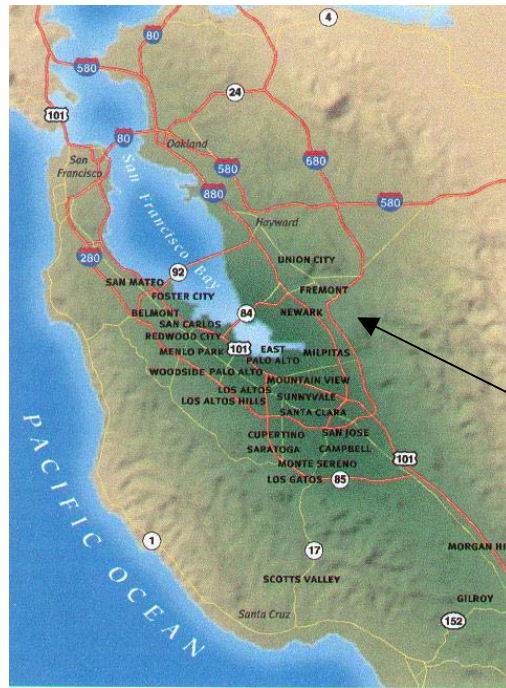 4
80
580
24
101
80
Oakland
San
Francisco
580
680
880
580
San Francisco Bay
Hayward
280
UNION CITY
92
SAN MATEO
FOSTER CITY
FREMONT
BELMONT
84
NEWARK
SAN CARLOS
REDWOOD CITY
MENLO PARK
101
EAST
PALO ALTO
MILPITAS
WOODSIDE
PALO ALTO
MOUNTAIN VIEW
LOS ALTOS
SUNNYVALE
LOS ALTOS HILLS
SANTA CLARA
CUPERTINO
SAN JOSE
SARATOGA
CAMPBELL
101
MONTE SERENO
LOS GATOS
85
PACIFIC OCEAN
1
17
MORGAN HI
SCOTTS VALLEY
GILROY
Santa Cruz
152